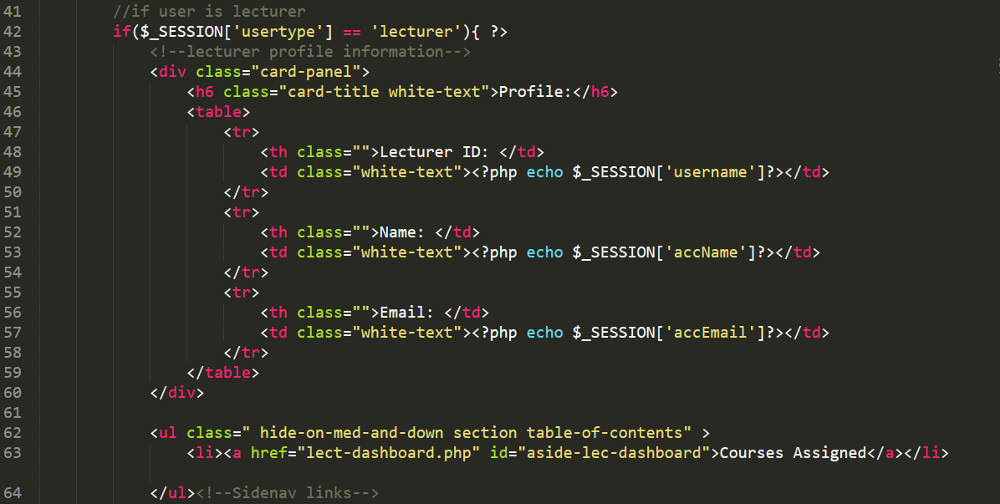 41 //if user is lecturer
42 if($_SESSION['usertype'] == 'lecturer'){ ?>
43 <!--lecturer profile information-->
44 <div class="card-panel">
45 <h6 class="card-title white-text">Profile:</h6>
46 <table>
47 <tr>
48 <th class="">Lecturer ID: </td>
49 <td class="white-text"><?php echo $_SESSION['username']?></td>
50 </tr>
51 <tr>
52 <th class="">Name: </td>
53 <td class="white-text"><?php echo $_SESSION['accName']?></td>
54 </tr>
55 <tr>
56 <th class="">Email: </td>
57 <td class="white-text"><?php echo $_SESSION['accEmail']?></td>
58 </tr>
59 </table>
60 </div>
61
62 <ul class=" hide-on-med-and-down section table-of-contents" >
63 <li><a href="lect-dashboard.php" id="aside-lec-dashboard">Courses Assigned</a></li>
64 </ul><!--Sidenav links-->